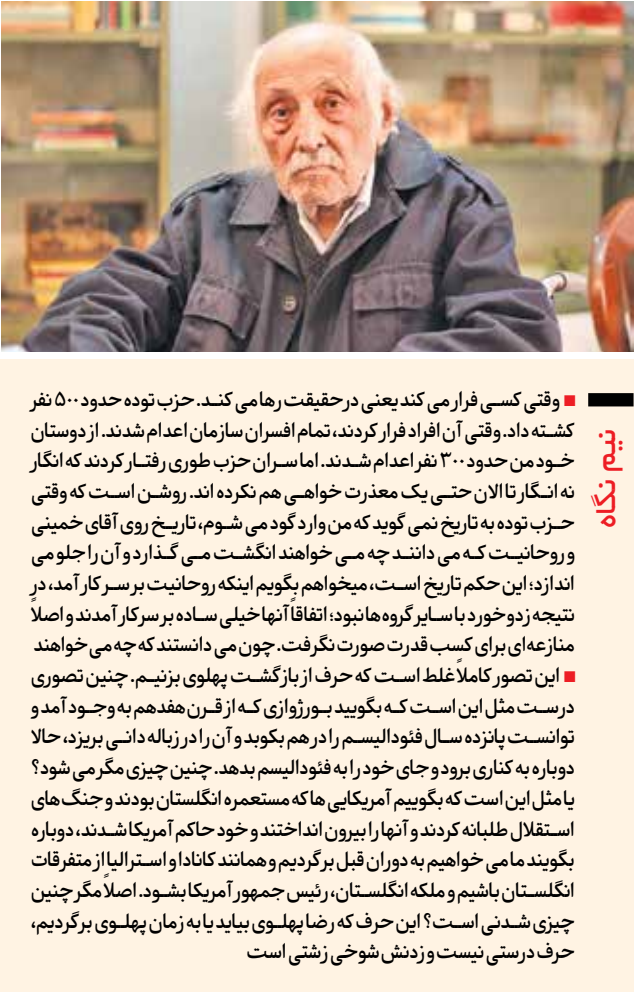 نیم نگاه
وقتی کسی فرار می کند یعنی در حقیقت رها می کند. حزب توده حدود ۵۰۰ نفر
کشته داد. وقتی آن افراد فرار کردند، تمام افسران سازمان اعدام شدند. از دوستان
خود من حدود ۳۰۰ نفر اعدام شدند. اما سران حزب طوری رفتار کردند که انگار
نه انگار تا الان حتی یک معذرت خواهی هم نکرده اند. روشن است که وقتی
حزب توده به تاریخ نمی گوید که من وارد گود می شوم، تاریخ روی آقای خمینی
و روحانیت که می دانند چه می خواهند انگشت می گذارد و آن را جلو می
اندازد؛ این حکم تاریخ است، میخواهم بگویم اینکه روحانیت بر سر کار آمد، در
نتیجه زدوخورد با سایر گروه ها نبود؛ اتفاقاً آنها خیلی ساده بر سر کار آمدند و اصلا
منازعه ای برای کسب قدرت صورت نگرفت. چون می دانستند که چه می خواهند
این تصور کاملاً غلط است که حرف از بازگشت پهلوی بزنیم. چنین تصوری
درست مثل این است که بگویید بورژوازی که از قرن هفدهم به وجود آمد و
توانست پانزده سال فئودالیسم را در هم بکوبد و آن را در زباله دانی بریزد، حالا
دوباره به کناری برود و جای خود را به فئودالیسم بدهد. چنین چیزی مگر می شود؟
یا مثل این است که بگوییم آمریکایی ها که مستعمره انگلستان بودند و جنگ های
استقلال طلبانه کردند و آنها را بیرون انداختند و خود حاکم آمریکا شدند، دوباره
بگویند ما می خواهیم به دوران قبل برگردیم و همانند کانادا و استرالیا از متفرقات
انگلستان باشیم و ملکه انگلستان، رئیس جمهور آمریکا بشود. اصلاً مگر چنین
چیزی شدنی است؟ این حرف که رضا پهلوی بیاید یا به زمان پهلوی برگردیم،
حرف درستی نیست و زدنش شوخی زشتی است